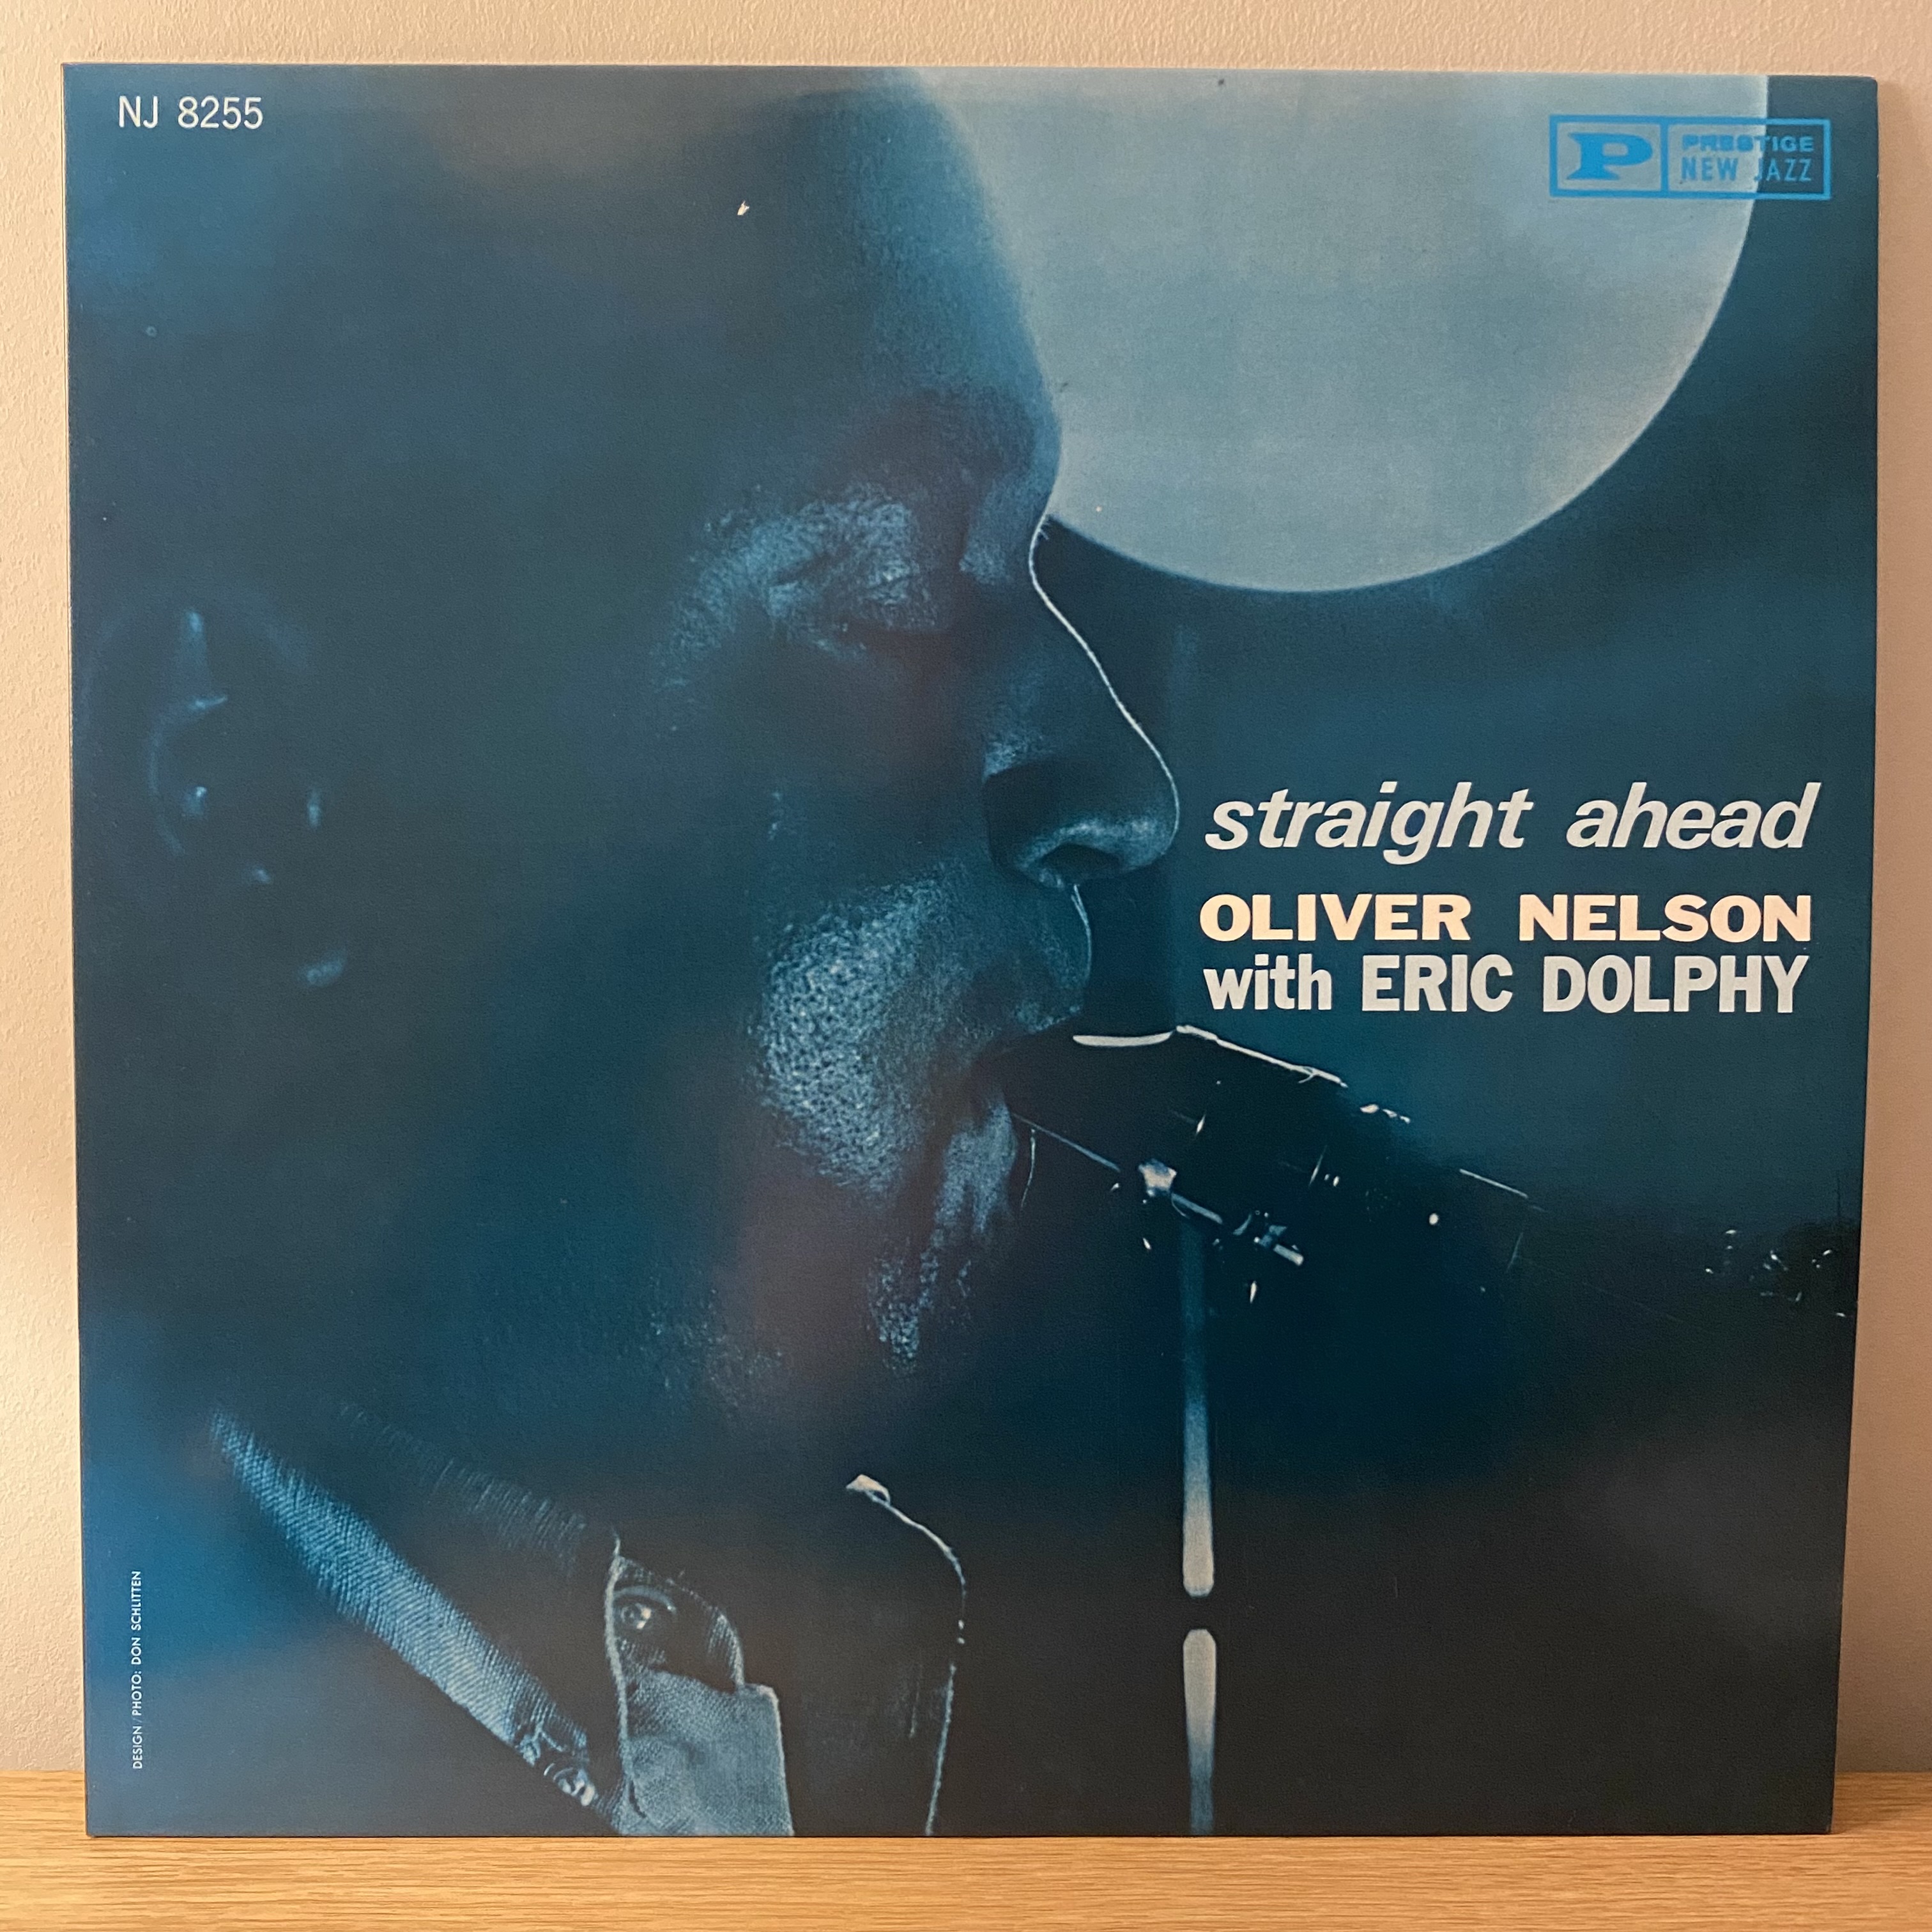 NJ 8255
P
PRESTIGE
NEW JAZZ
straight ahead
OLIVER NELSON
with ERIC DOLPHY
DESIGN / PHOTO: DON SCHLITTEN